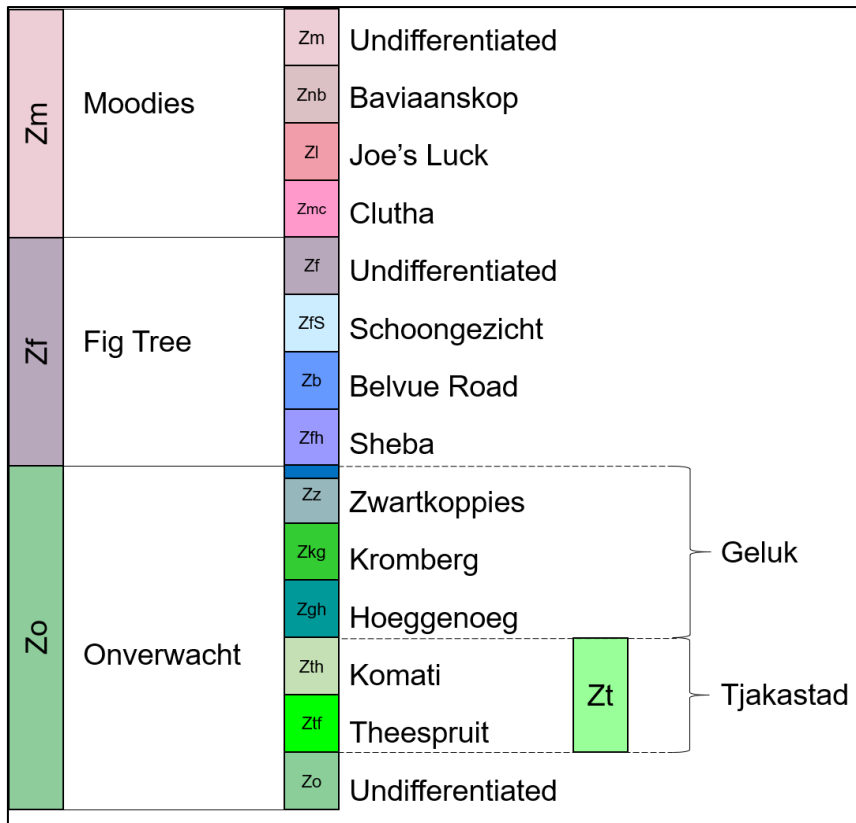 Zm
Moodies
Zm
Undifferentiated
Znb
Baviaanskop
Zl
Joe's Luck
Zmc
Clutha
Zf
Fig Tree
Zf
Undifferentiated
ZfS
Schoongezicht
Zb
Belvue Road
Zfh
Sheba
Zo
Onverwacht
Zz
Zwartkoppies
Zkg
Kromberg
Zgh
Hoeggenoeg
Geluk
Zth
Komati
Ztf
Theespruit
Zt
Tjakastad
Zo
Undifferentiated